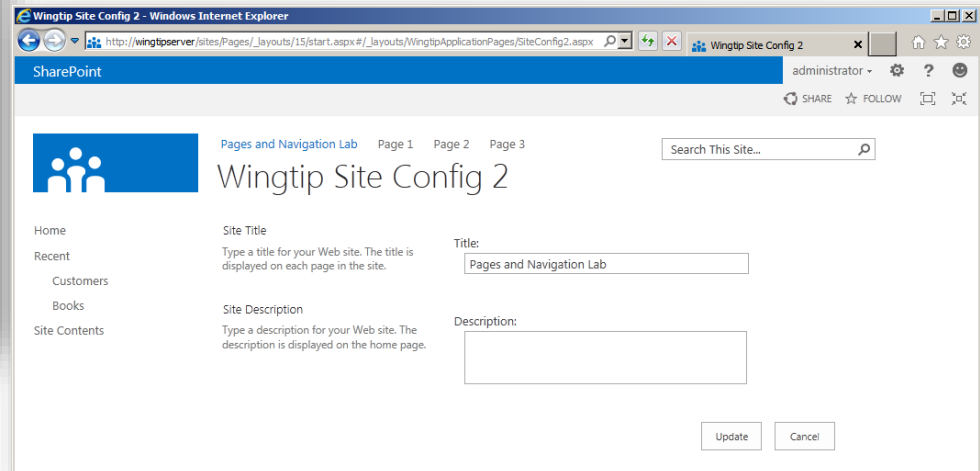 Wingtip Site Config 2 - Windows Internet Explorer
http://wingtipserver/sites/Pages/_layouts/15/start.aspx#/_layouts/WingtipApplicationPages/SiteConfig2.aspx
Wingtip Site Config 2
SharePoint
administrator
SHARE
FOLLOW
Pages and Navigation Lab Page 1 Page 2 Page 3
Search This Site...
Wingtip Site Config 2
Home
Recent
Customers
Books
Site Contents
Site Title
Type a title for your Web site. The title is
displayed on each page in the site.
Title:
Pages and Navigation Lab
Site Description
Type a description for your Web site. The
description is displayed on the home page.
Description:
Update
Cancel